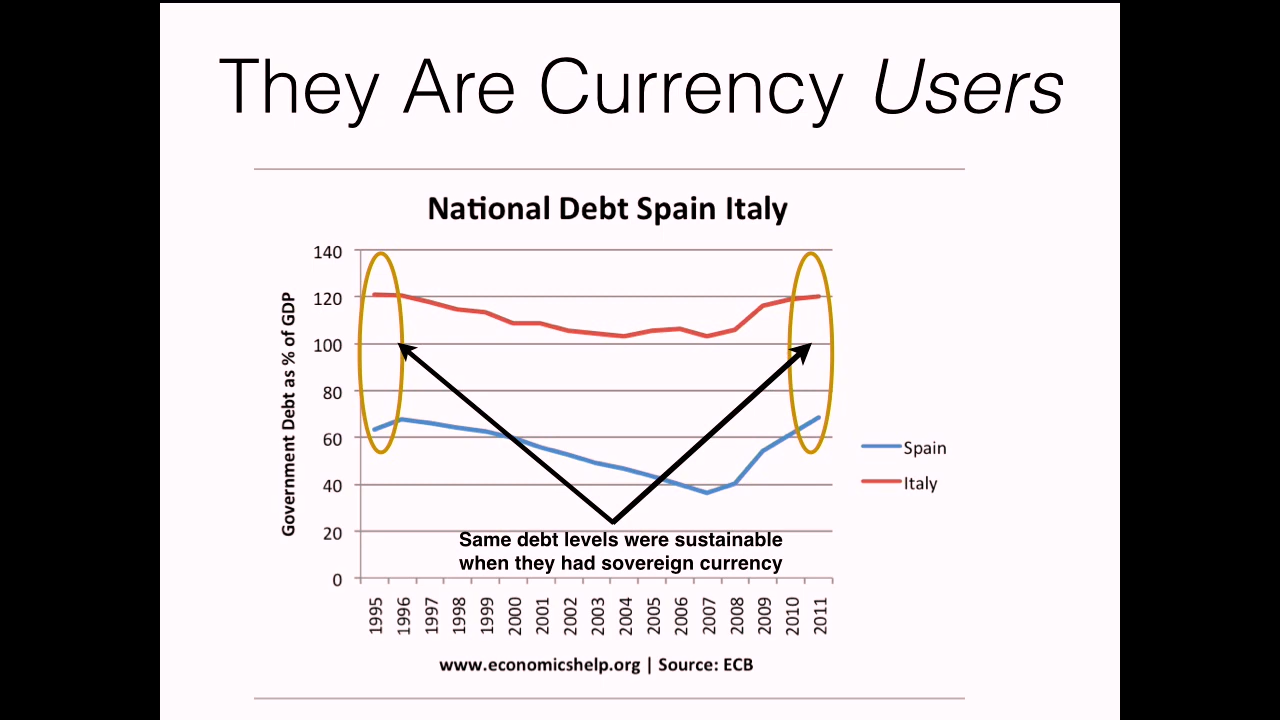 They Are Currency Users
National Debt Spain Italy
Government Debt as % of GDP
140
120
100
80
60
40
20
0
Same debt levels were sustainable
when they had sovereign currency
Spain
Italy
1995 1996 1997 1998 1999 2000 2001 2002 2003 2004 2005 2006 2007 2008 2009 2010 2011
www.economicshelp.org | Source: ECB